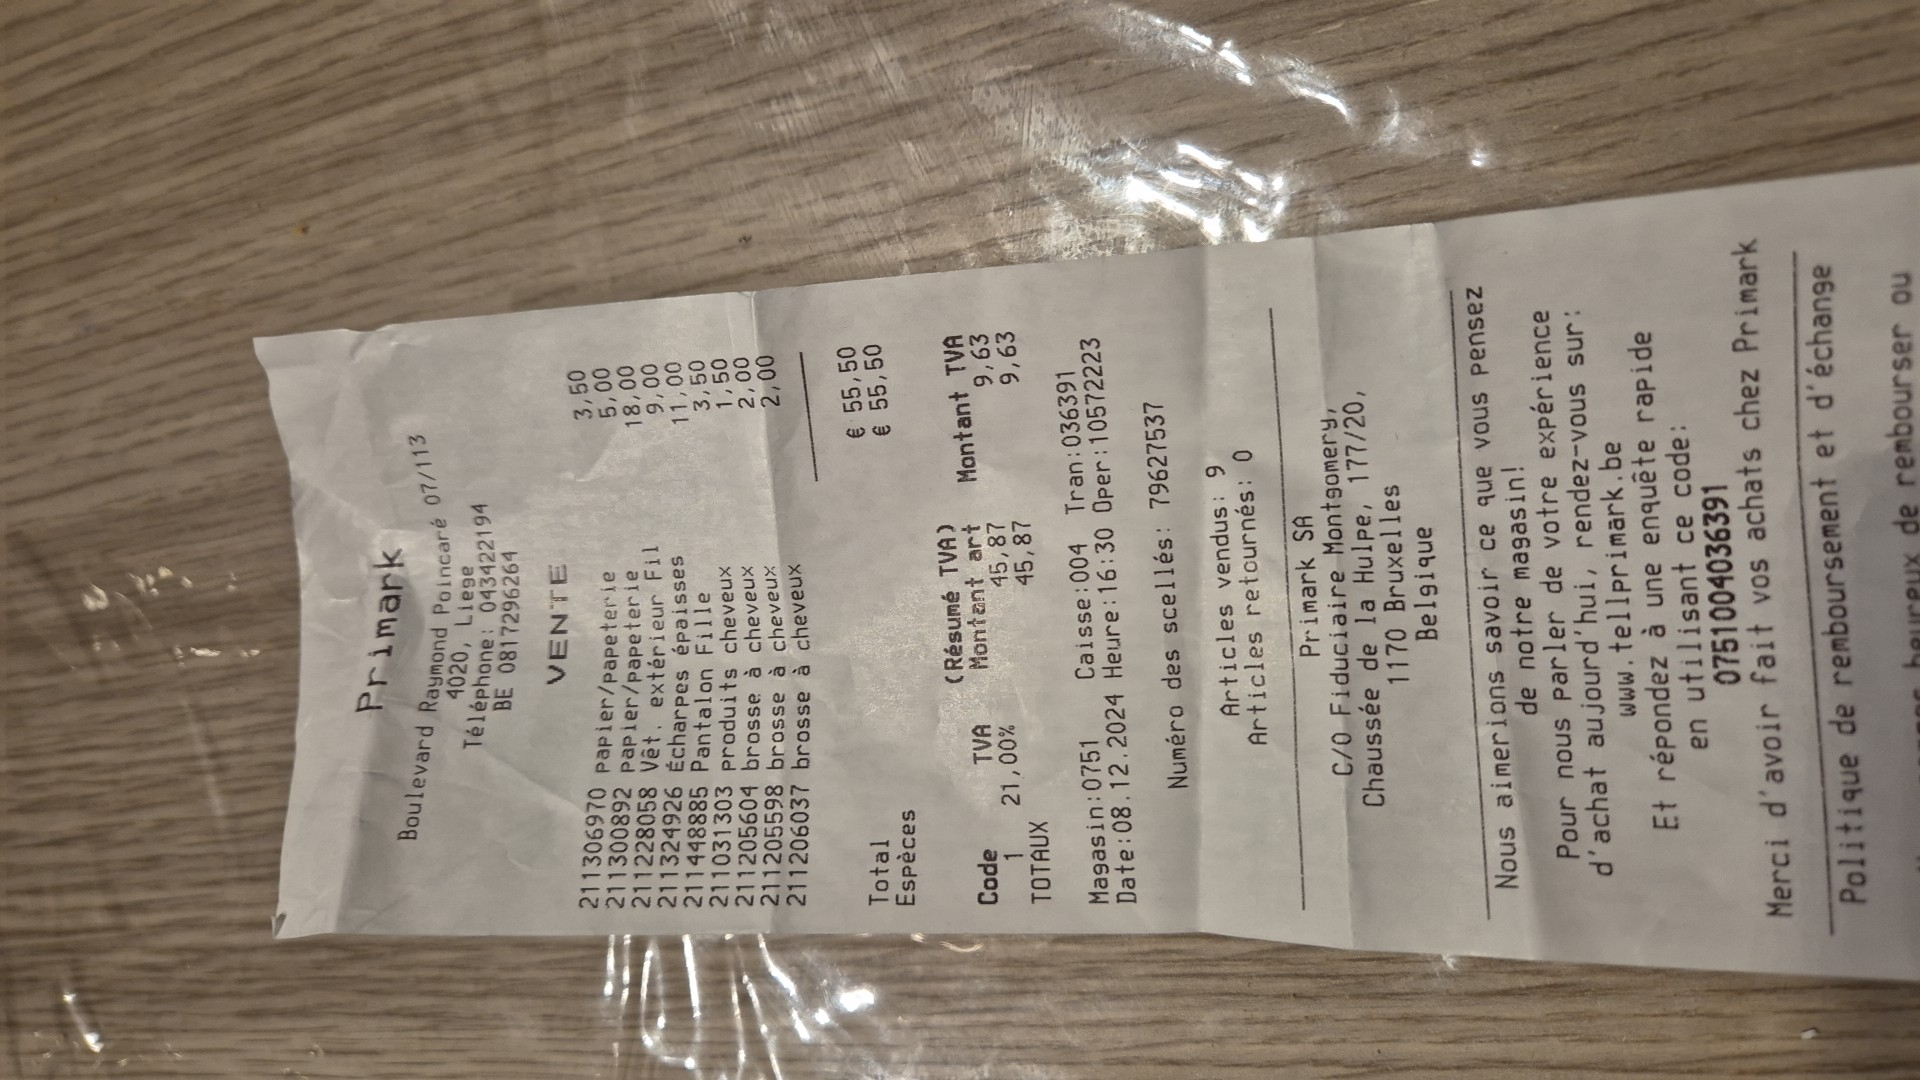 Primark
Boulevard Raymond Poincaré 07/113
4020, Liege
Téléphone: 043422194
BE 0817296264
VENTE
211306970 papier/papeterie 3,50
211300892 papier/papeterie 5,00
211228058 Vêt. extérieur Fil 18,00
211324926 Écharpes épaisses 9,00
211448885 Pantalon Fille 11,00
211031303 produits cheveux 3,50
211205604 brosse à cheveux 1,50
211205598 brosse à cheveux 2,00
211206037 brosse à cheveux 2,00
Total € 55,50
Espèces € 55,50
(Résumé TVA)
Code TVA Montant art Montant TVA
1 21,00% 45,87 9,63
TOTAUX 45,87 9,63
Magasin:0751 Caisse:004 Tran:036391
Date:08.12.2024 Heure:16:30 Oper:10572223
Numéro des scellés: 79627537
Articles vendus: 9
Articles retournés: 0
Primark SA
C/O Fiduciaire Montgomery,
Chaussée de la Hulpe, 177/20,
1170 Bruxelles
Belgique
Nous aimerions savoir ce que vous pensez
de notre magasin!
Pour nous parler de votre expérience
d'achat aujourd'hui, rendez-vous sur:
www.tellprimark.be
Et répondez à une enquête rapide
en utilisant ce code:
0751004036391
Merci d'avoir fait vos achats chez Primark
Politique de remboursement et d'échange
heureux de rembourser ou